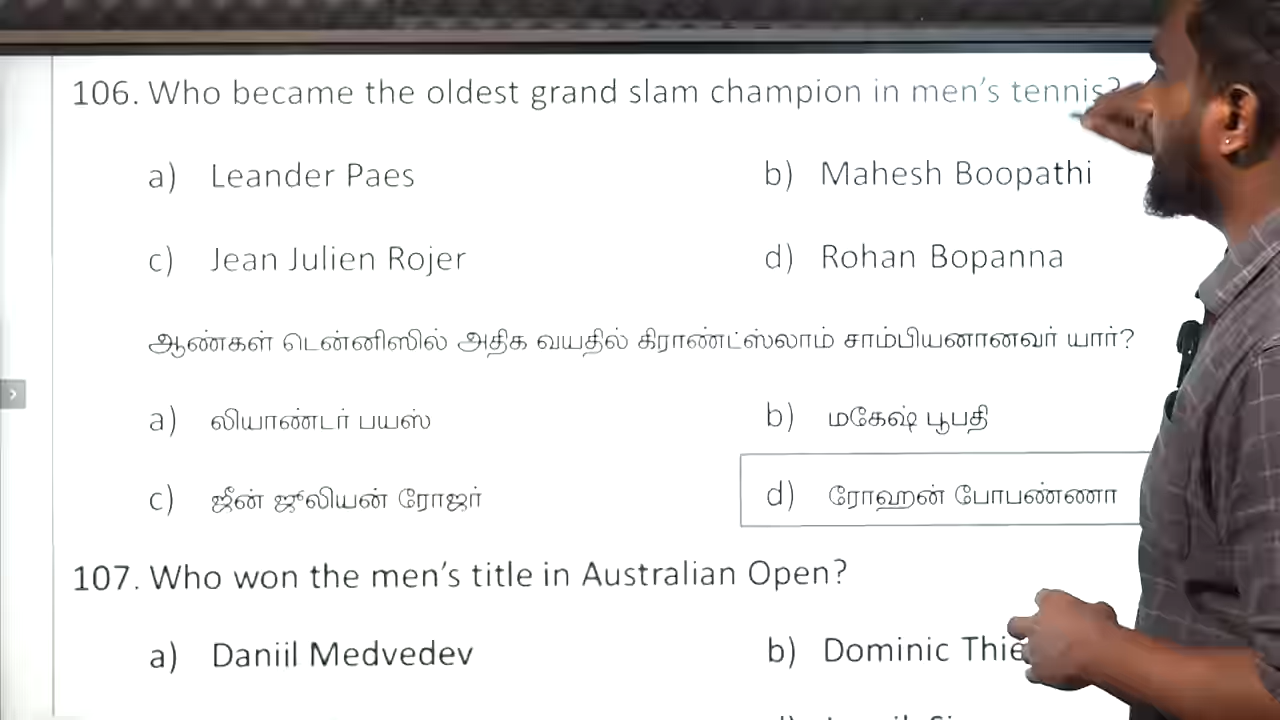 106. Who became the oldest grand slam champion in men's tennis?
a) Leander Paes b) Mahesh Boopathi
c) Jean Julien Rojer d) Rohan Bopanna
ஆண்கள் டென்னிஸில் அதிக வயதில் கிராண்ட்ஸ்லாம் சாம்பியனானவர் யார்?
a) லியாண்டர் பயஸ் b) மகேஷ் பூபதி
c) ஜீன் ஜூலியன் ரோஜர் d) ரோஹன் போபண்ணா
107. Who won the men's title in Australian Open?
a) Daniil Medvedev b) Dominic